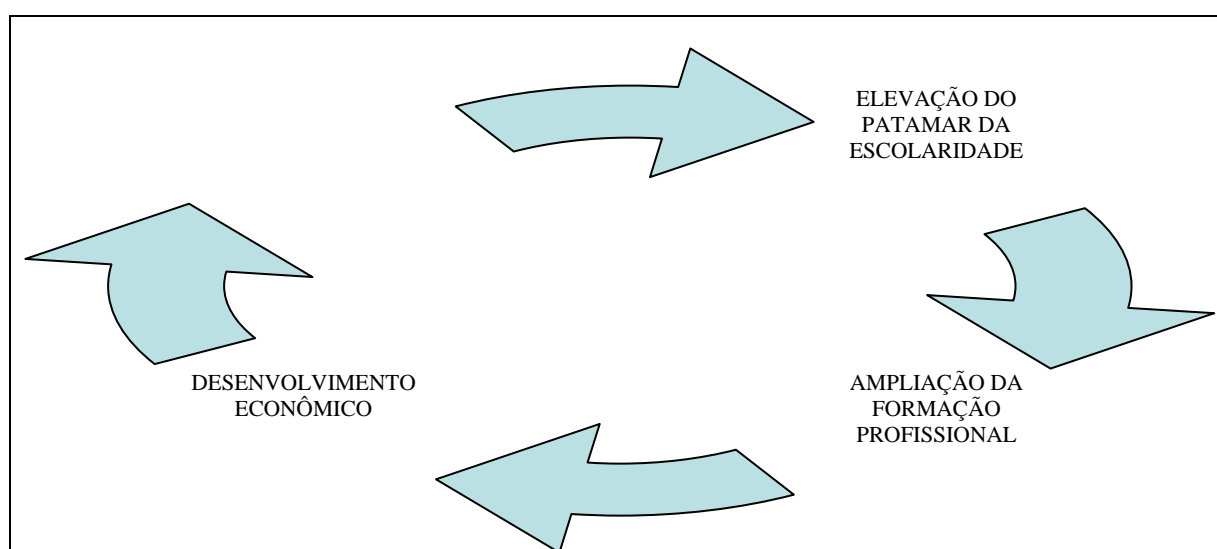 ELEVAÇÃO DO
PATAMAR DA
ESCOLARIDADE
DESENVOLVIMENTO
ECONÔMICO
AMPLIAÇÃO DA
FORMAÇÃO
PROFISSIONAL